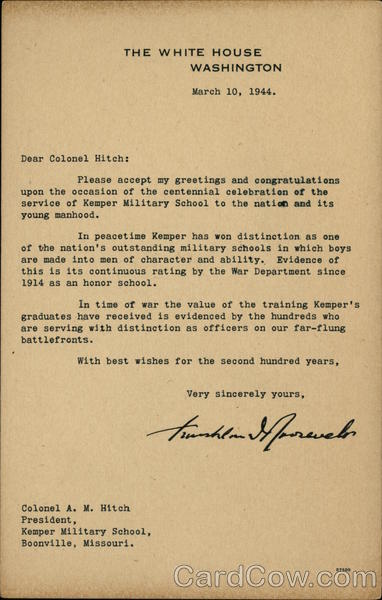 THE WHITE HOUSE
WASHINGTON
March 10, 1944.
Dear Colonel Hitch:
Please accept my greetings and congratulations
upon the occasion of the centennial celebration of the
service of Kemper Military School to the nation and its
young manhood.
In peacetime Kemper has won distinction as one
of the nation's outstanding military schools in which boys
are made into men of character and ability. Evidence of
this is its continuous rating by the War Department since
1914 as an honor school.
In time of war the value of the training Kemper's
graduates have received is evidenced by the hundreds who
are serving with distinction as officers on our far-flung
battlefronts.
With best wishes for the second hundred years,
Very sincerely yours,
Franklin D Roosevelt
Colonel A. M. Hitch
President,
Kemper Military School,
Boonville, Missouri.
CardCow.com